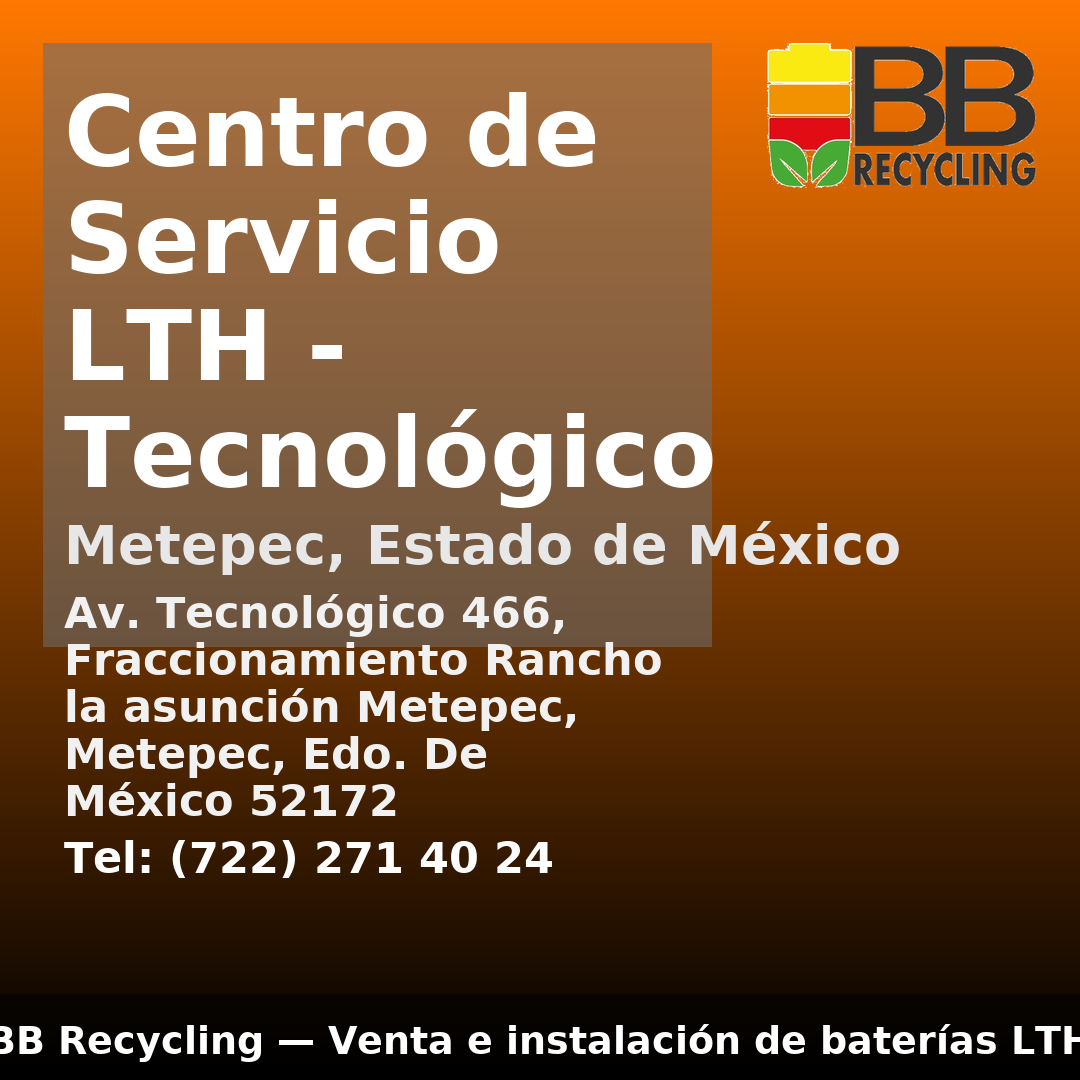 Centro de
Servicio
LTH -
Tecnológico
Metepec, Estado de México
Av. Tecnológico 466,
Fraccionamiento Rancho
la asunción Metepec,
Metepec, Edo. De
México 52172
Tel: (722) 271 40 24
BB
RECYCLING
BB Recycling — Venta e instalación de baterías LTH